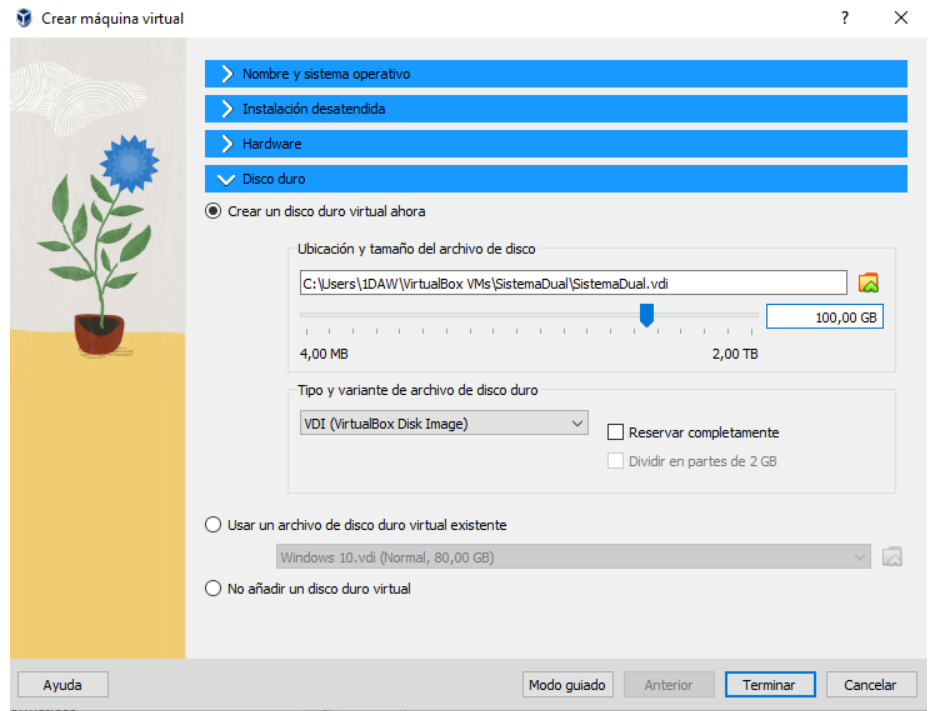 Crear máquina virtual
?
Nombre y sistema operativo
Instalación desatendida
Hardware
Disco duro
Crear un disco duro virtual ahora
Ubicación y tamaño del archivo de disco
C:\Users\1DAW\VirtualBox VMs\SistemaDual\SistemaDual.vdi
100,00 GB
4,00 MB 2,00 TB
Tipo y variante de archivo de disco duro
VDI (VirtualBox Disk Image)
Reservar completamente
Dividir en partes de 2 GB
Usar un archivo de disco duro virtual existente
Windows 10.vdi (Normal, 80,00 GB)
No añadir un disco duro virtual
Ayuda Modo guiado Anterior Terminar Cancelar